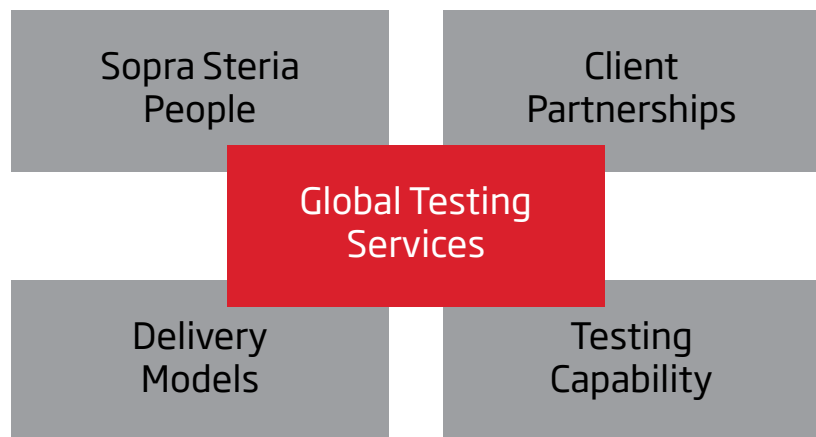 Sopra Steria
People
Client
Partnerships
Global Testing
Services
Delivery
Models
Testing
Capability